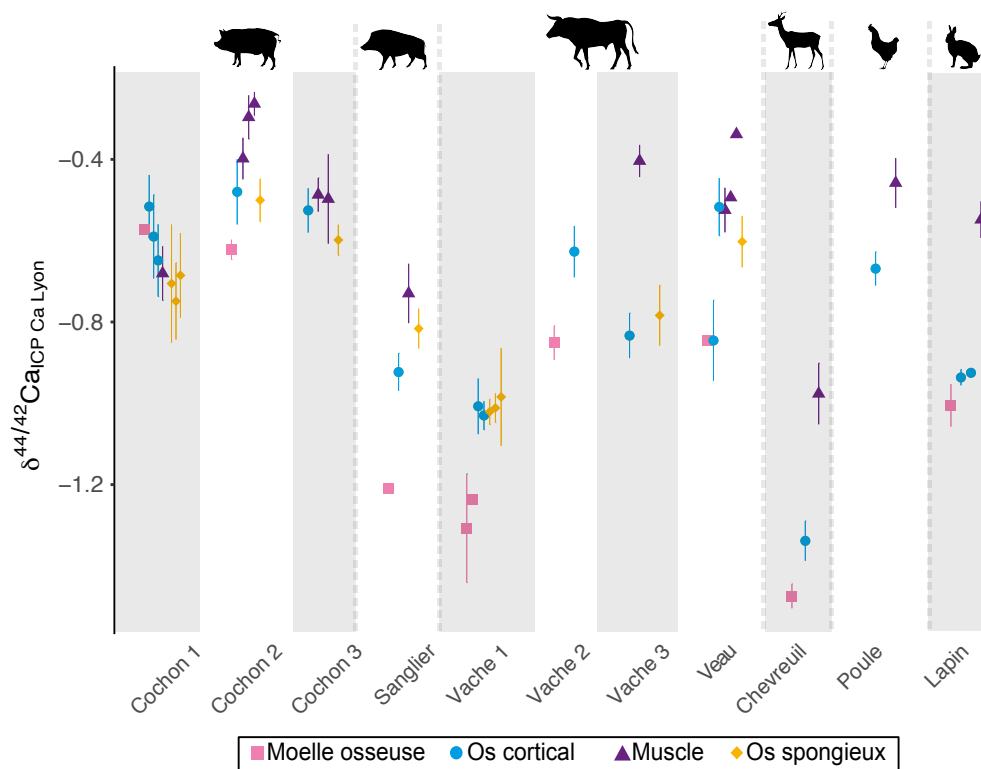 −0.4
−0.8
−1.2
δ44/42CaICP Ca Lyon
Cochon 1
Cochon 2
Cochon 3
Sanglier
Vache 1
Vache 2
Vache 3
Veau
Chevreuil
Poule
Lapin
Moelle osseuse Os cortical Muscle Os spongieux